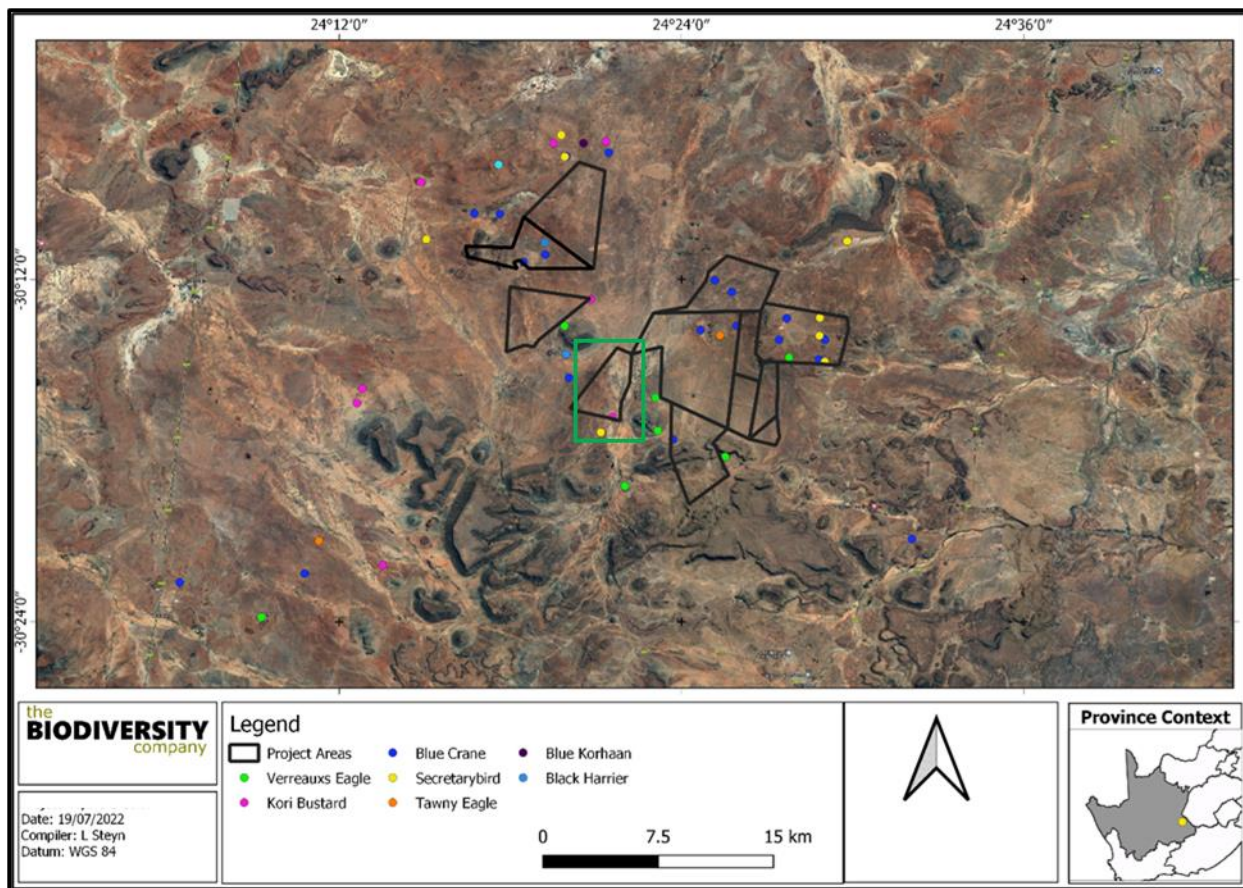 24°12'0" 24°24'0" 24°36'0"
-30°12'0"
-30°24'0"
the
BIODIVERSITY
company
Date: 19/07/2022
Compiler: L Steyn
Datum: WGS 84
Legend
Project Areas
Verreauxs Eagle
Kori Bustard
Blue Crane
Secretarybird
Tawny Eagle
Blue Korhaan
Black Harrier
0 7.5 15 km
Province Context